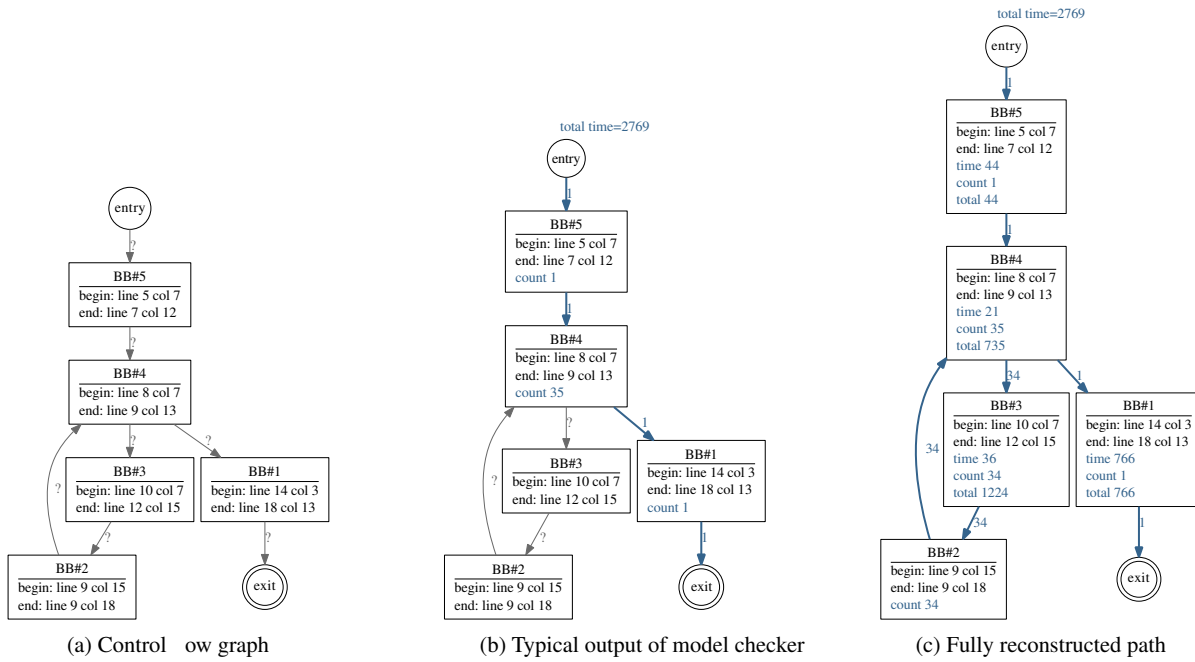 entry
?
BB#5
begin: line 5 col 7
end: line 7 col 12
?
BB#4
begin: line 8 col 7
end: line 9 col 13
?
?
?
BB#3
begin: line 10 col 7
end: line 12 col 15
BB#1
begin: line 14 col 3
end: line 18 col 13
?
?
BB#2
begin: line 9 col 15
end: line 9 col 18
exit
(a) Control ow graph
total time=2769
entry
1
BB#5
begin: line 5 col 7
end: line 7 col 12
count 1
1
BB#4
begin: line 8 col 7
end: line 9 col 13
count 35
?
1
?
BB#3
begin: line 10 col 7
end: line 12 col 15
BB#1
begin: line 14 col 3
end: line 18 col 13
count 1
?
1
BB#2
begin: line 9 col 15
end: line 9 col 18
exit
(b) Typical output of model checker
total time=2769
entry
1
BB#5
begin: line 5 col 7
end: line 7 col 12
time 44
count 1
total 44
1
BB#4
begin: line 8 col 7
end: line 9 col 13
time 21
count 35
total 735
34
1
34
BB#3
begin: line 10 col 7
end: line 12 col 15
time 36
count 34
total 1224
BB#1
begin: line 14 col 3
end: line 18 col 13
time 766
count 1
total 766
34
1
BB#2
begin: line 9 col 15
end: line 9 col 18
count 34
exit
(c) Fully reconstructed path